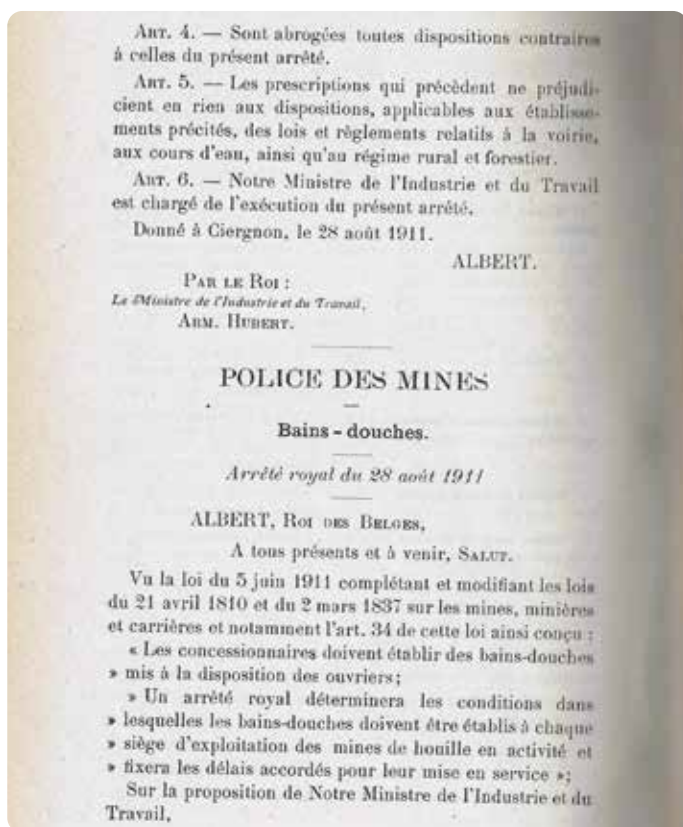 ART. 4. — Sont abrogées toutes dispositions contraires
à celles du présent arrêté.
ART. 5. — Les prescriptions qui précèdent ne préjudi-
cient en rien aux dispositions, applicables aux établisse-
ments précités, des lois et règlements relatifs à la voirie,
aux cours d'eau, ainsi qu'au régime rural et forestier.
ART. 6. — Notre Ministre de l'Industrie et du Travail
est chargé de l'exécution du présent arrêté.
Donné à Ciergnon, le 28 août 1911.
ALBERT.
PAR LE ROI :
Le Ministre de l'Industrie et du Travail,
ARM. HUBERT.
POLICE DES MINES
Bains - douches.
Arrêté royal du 28 août 1911
ALBERT, ROI DES BELGES,
A tous présents et à venir, SALUT.
Vu la loi du 5 juin 1911 complétant et modifiant les lois
du 21 avril 1810 et du 2 mars 1837 sur les mines, minières
et carrières et notamment l'art. 34 de cette loi ainsi conçu :
« Les concessionnaires doivent établir des bains-douches
» mis à la disposition des ouvriers;
» Un arrêté royal déterminera les conditions dans
» lesquelles les bains-douches doivent être établis à chaque
» siège d'exploitation des mines de houille en activité et
» fixera les délais accordés pour leur mise en service »;
Sur la proposition de Notre Ministre de l'Industrie et du
Travail,